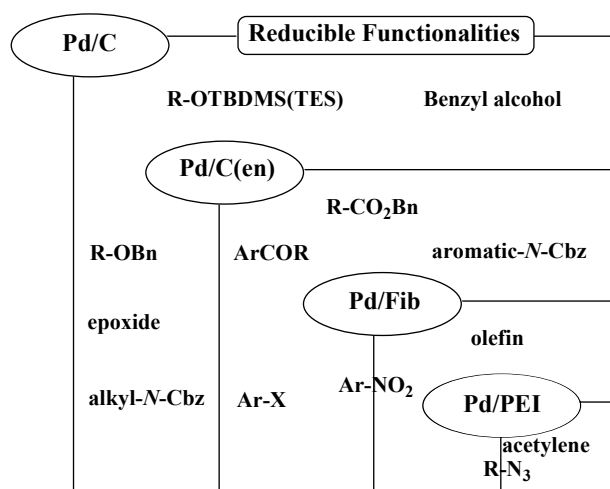 Pd/C
Reducible Functionalities
R-OTBDMS(TES) Benzyl alcohol
Pd/C(en)
R-CO₂Bn
R-OBn ArCOR aromatic-N-Cbz
Pd/Fib
epoxide olefin
alkyl-N-Cbz Ar-X Ar-NO₂ Pd/PEI
acetylene
R-N₃